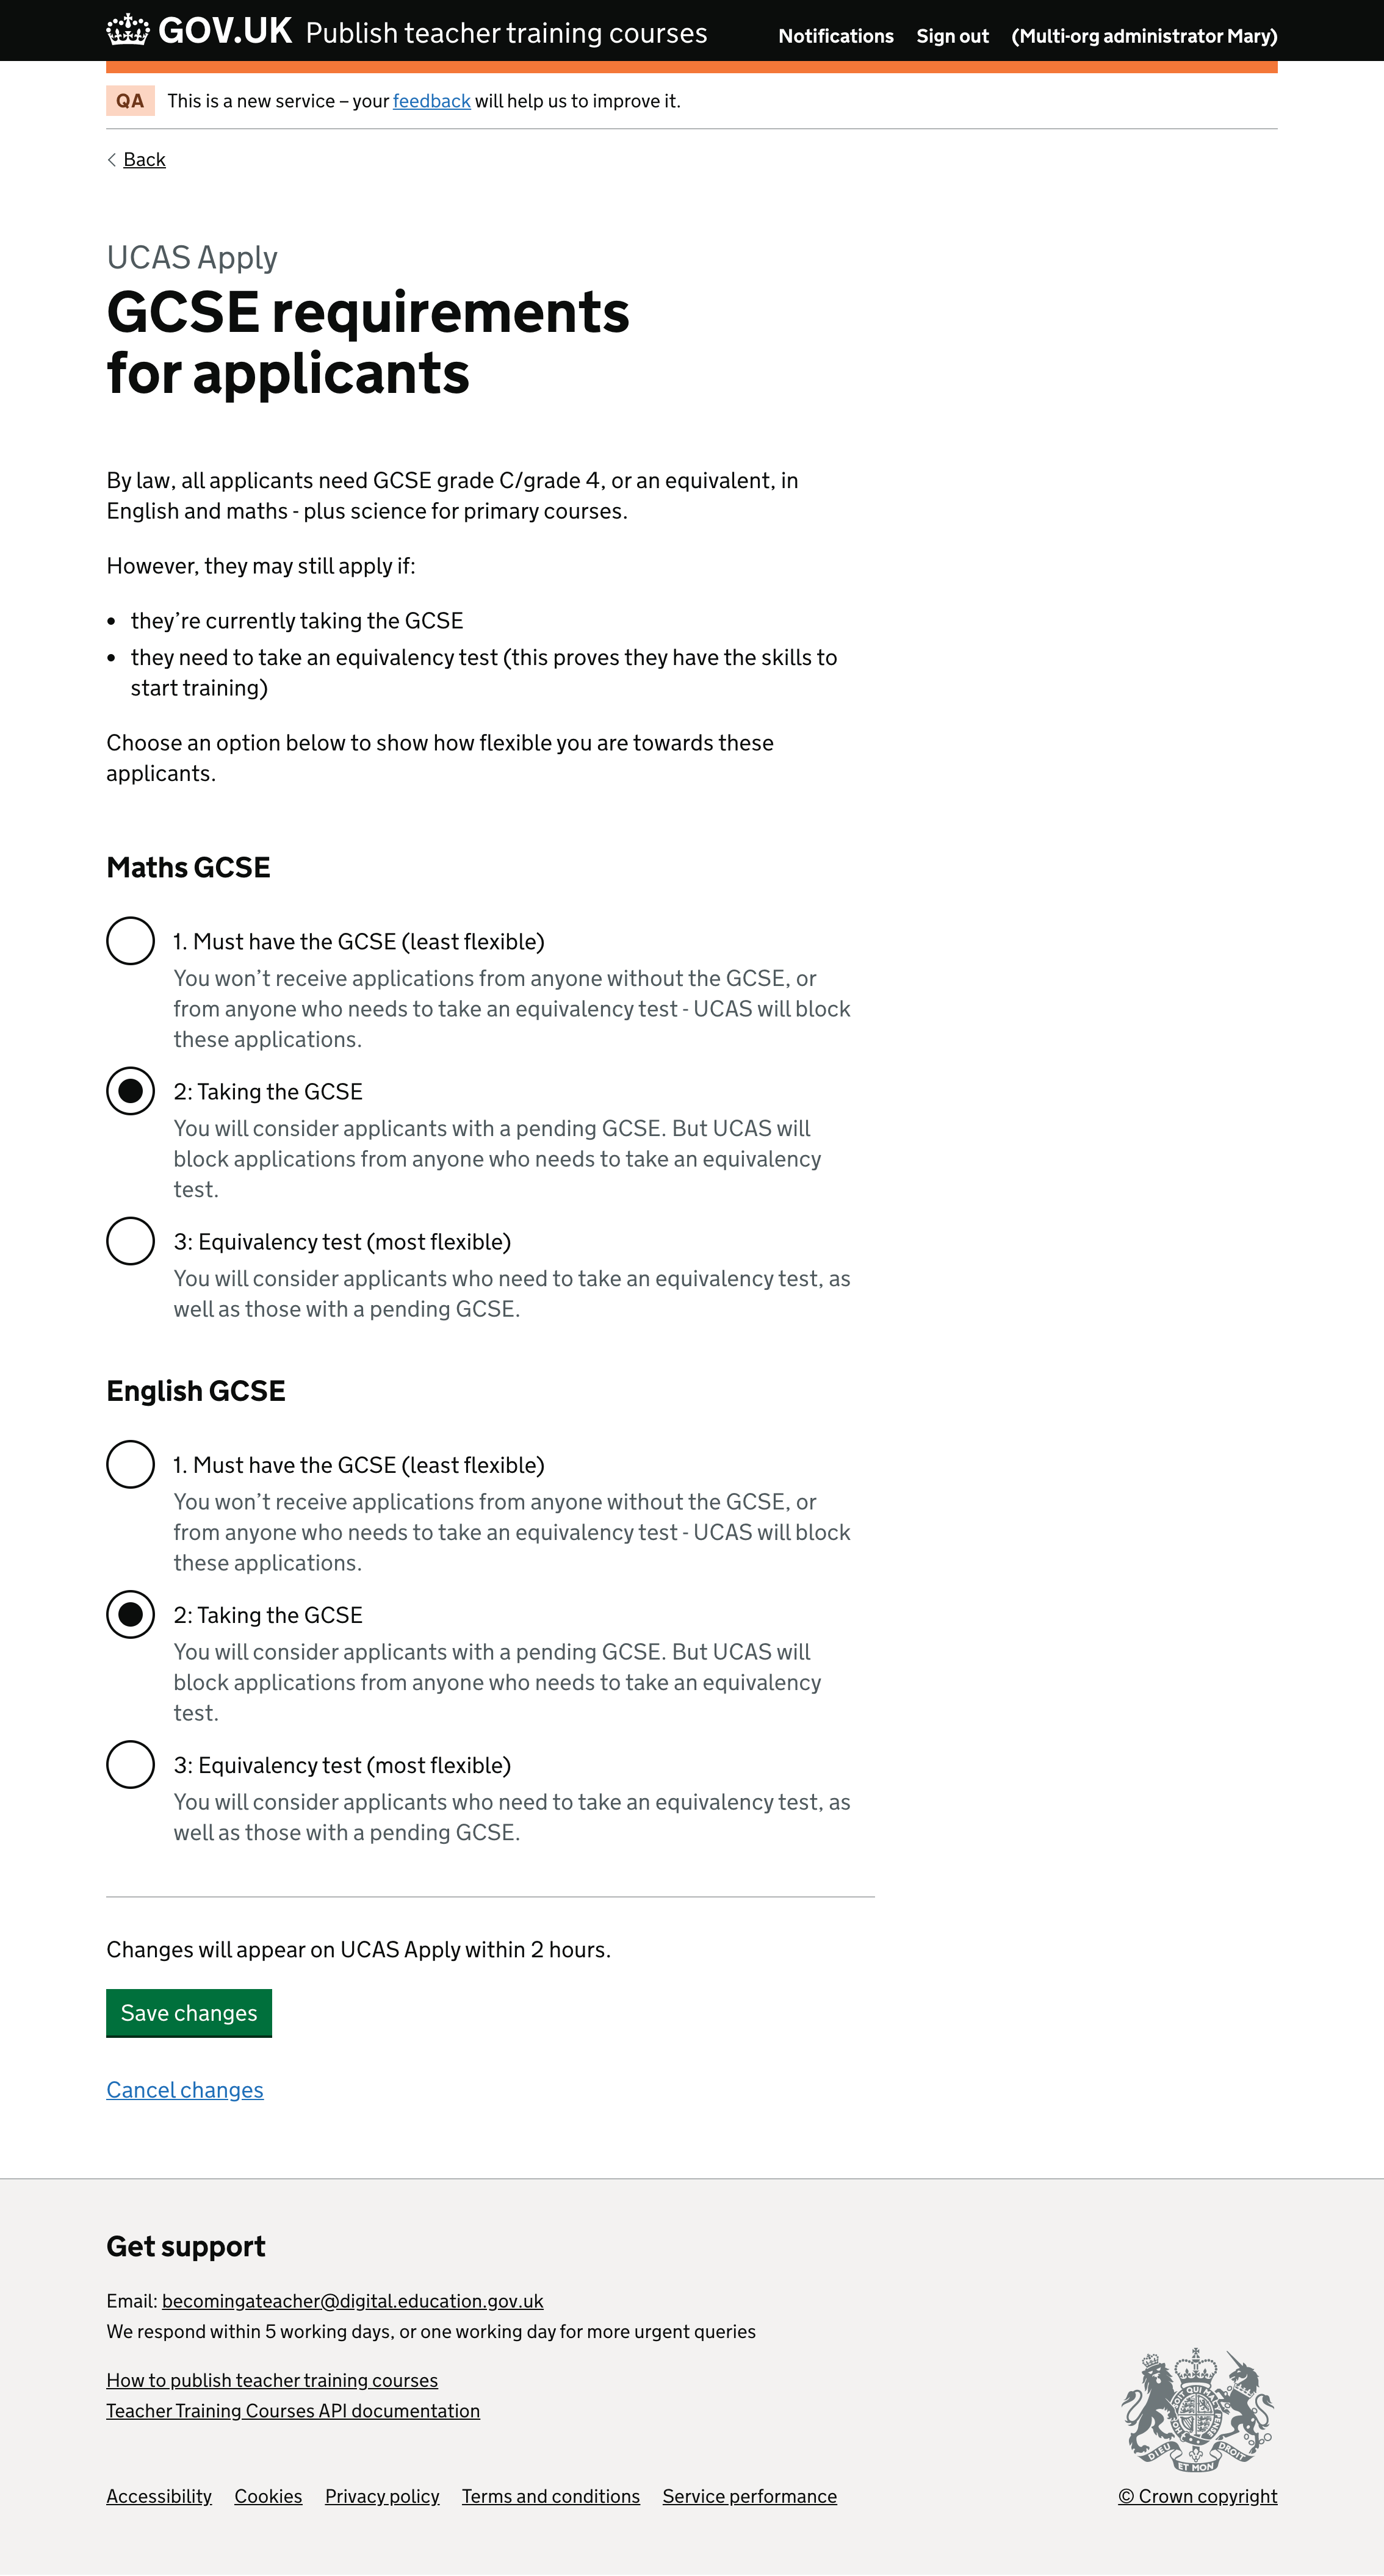 GOV.UK Publish teacher training courses Notifications Sign out (Multi-org administrator Mary)
QA This is a new service – your feedback will help us to improve it.
Back
UCAS Apply
GCSE requirements
for applicants
By law, all applicants need GCSE grade C/grade 4, or an equivalent, in
English and maths - plus science for primary courses.
However, they may still apply if:
• they’re currently taking the GCSE
• they need to take an equivalency test (this proves they have the skills to
start training)
Choose an option below to show how flexible you are towards these
applicants.
Maths GCSE
1. Must have the GCSE (least flexible)
You won’t receive applications from anyone without the GCSE, or
from anyone who needs to take an equivalency test - UCAS will block
these applications.
2: Taking the GCSE
You will consider applicants with a pending GCSE. But UCAS will
block applications from anyone who needs to take an equivalency
test.
3: Equivalency test (most flexible)
You will consider applicants who need to take an equivalency test, as
well as those with a pending GCSE.
English GCSE
1. Must have the GCSE (least flexible)
You won’t receive applications from anyone without the GCSE, or
from anyone who needs to take an equivalency test - UCAS will block
these applications.
2: Taking the GCSE
You will consider applicants with a pending GCSE. But UCAS will
block applications from anyone who needs to take an equivalency
test.
3: Equivalency test (most flexible)
You will consider applicants who need to take an equivalency test, as
well as those with a pending GCSE.
Changes will appear on UCAS Apply within 2 hours.
Save changes
Cancel changes
Get support
Email: becomingateacher@digital.education.gov.uk
We respond within 5 working days, or one working day for more urgent queries
How to publish teacher training courses
Teacher Training Courses API documentation
DIEU ET MON DROIT
Accessibility Cookies Privacy policy Terms and conditions Service performance © Crown copyright